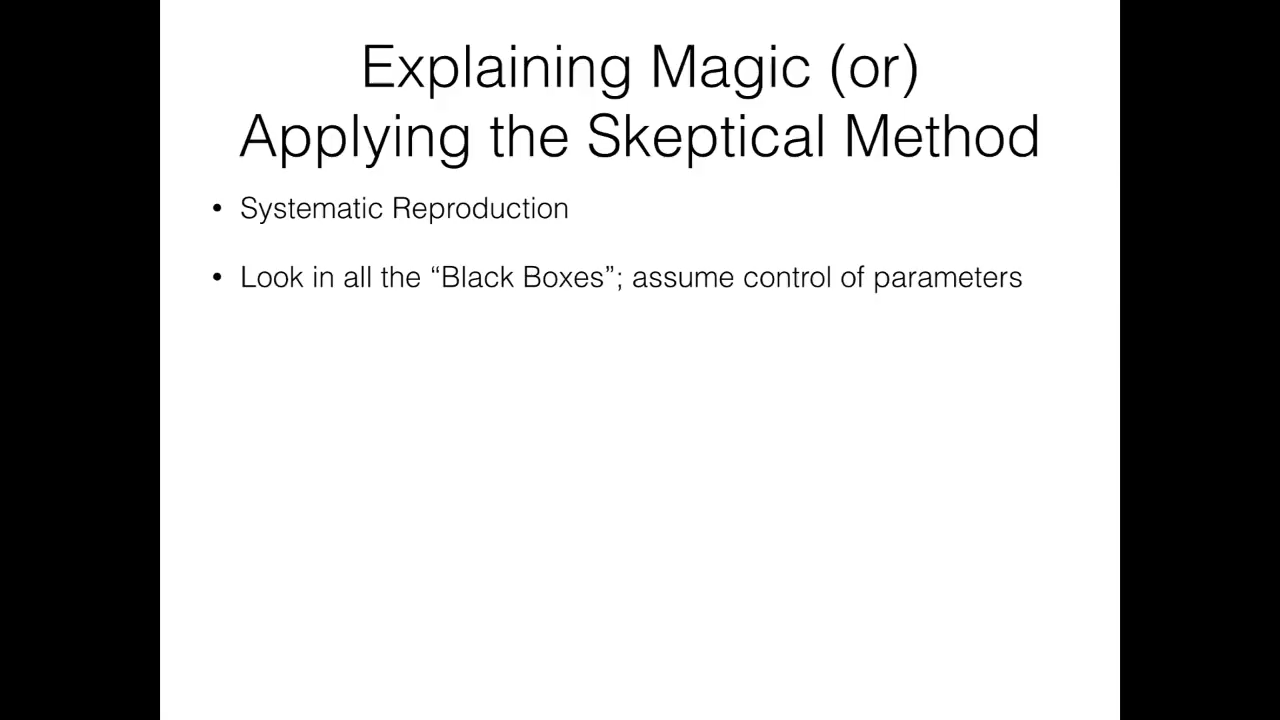 Explaining Magic (or)
Applying the Skeptical Method
• Systematic Reproduction
• Look in all the “Black Boxes”; assume control of parameters